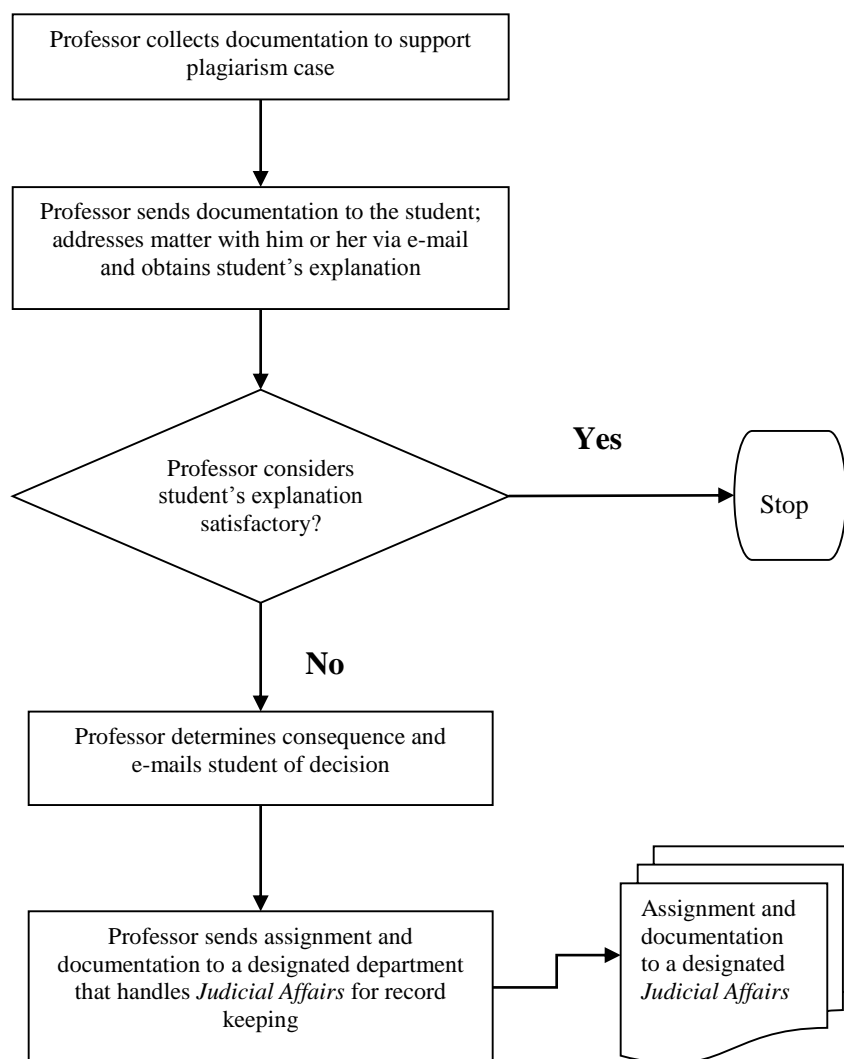 Professor collects documentation to support
plagiarism case
Professor sends documentation to the student;
addresses matter with him or her via e-mail
and obtains student’s explanation
Professor considers
student’s explanation
satisfactory?
Yes
Stop
No
Professor determines consequence and
e-mails student of decision
Professor sends assignment and
documentation to a designated department
that handles Judicial Affairs for record
keeping
Assignment and
documentation
to a designated
Judicial Affairs